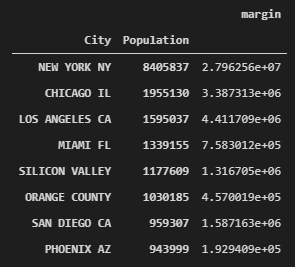 margin
City Population
NEW YORK NY 8405837 2.796256e+07
CHICAGO IL 1955130 3.387313e+06
LOS ANGELES CA 1595037 4.411709e+06
MIAMI FL 1339155 7.583012e+05
SILICON VALLEY 1177609 1.316705e+06
ORANGE COUNTY 1030185 4.570019e+05
SAN DIEGO CA 959307 1.587163e+06
PHOENIX AZ 943999 1.929409e+05